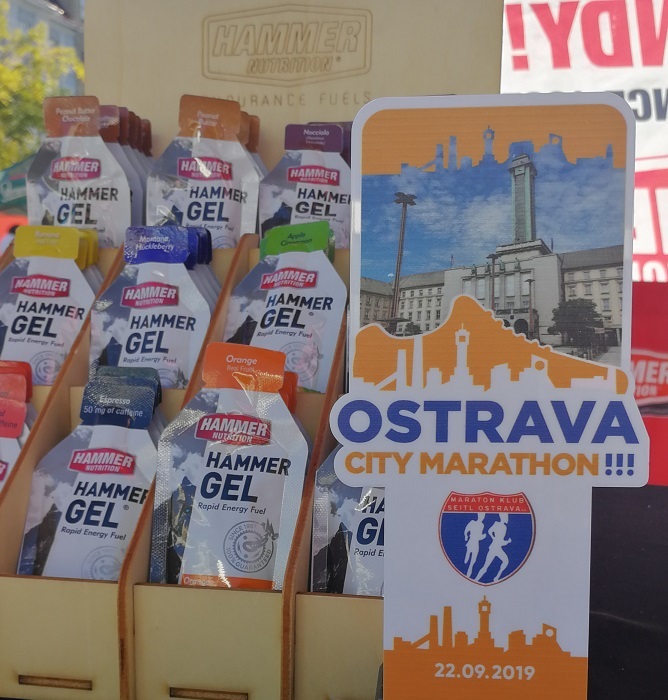 HAMMER
NUTRITION®
DURANCE FUELS
NDY!
Peanut Butter
Chocolate
HAMMER
NUTRITION
HAMMER
GEL
Peanut
Butter
HAMMER
NUTRITION
HAMMER
GEL
Rapid Energy Fuel
Nocciola
HAMMER
NUTRITION
HAMMER
GEL
HAMMER
NUTRITION
HAMMER
GEL
Rapid Energy Fuel
Montana
Huckleberry
HAMMER
NUTRITION
HAMMER
GEL
Rapid Energy Fuel
Apple
Cinnamon
HAMMER
NUTRITION
HAMMER
GEL
Rapid Energy Fuel
Espresso
50 mg of caffeine
HAMMER
NUTRITION
HAMMER
GEL
Rapid Energy Fuel
Orange
HAMMER
NUTRITION
HAMMER
GEL
Rapid Energy Fuel
OSTRAVA
CITY MARATHON!!!
MARATON KLUB
SEITL OSTRAVA
22.09.2019